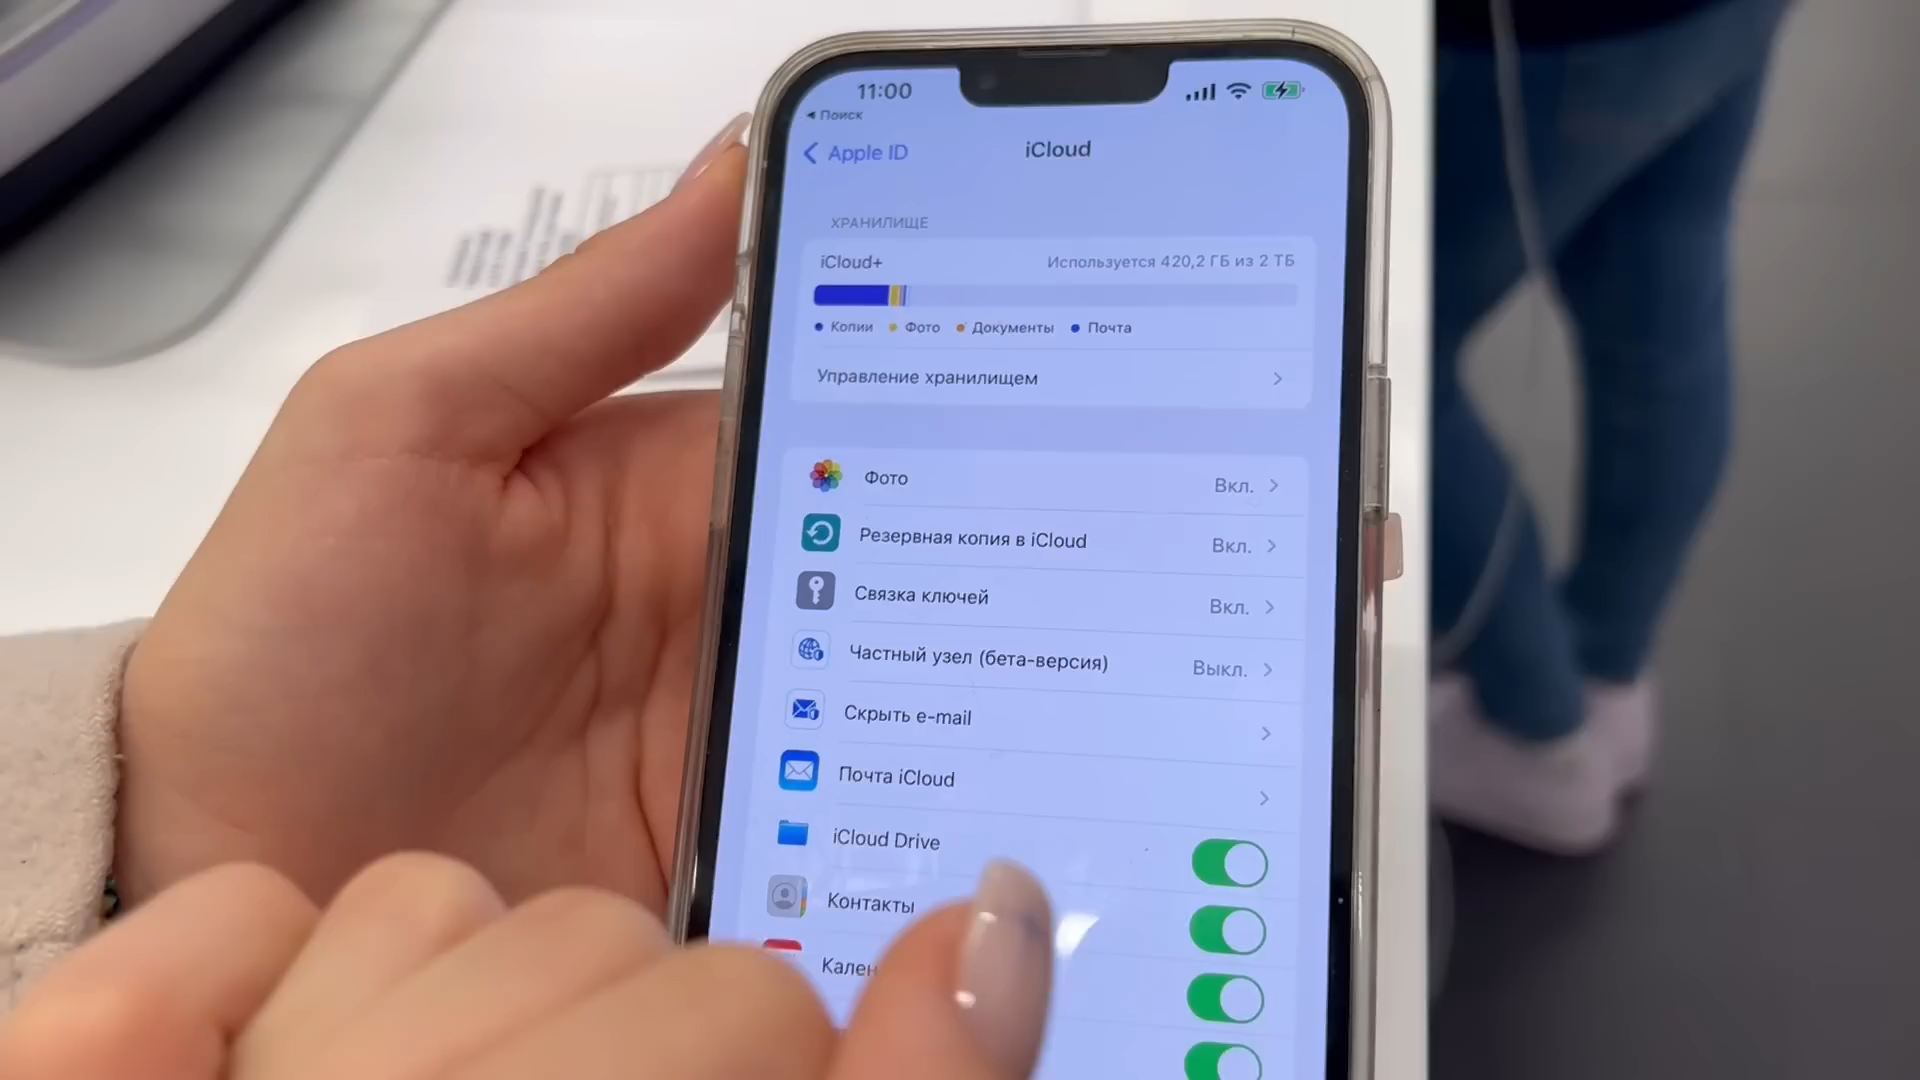 11:00
◂ Поиск
Apple ID
iCloud
ХРАНИЛИЩЕ
iCloud+
Используется 420,2 ГБ из 2 ТБ
Копии Фото Документы Почта
Управление хранилищем
Фото Вкл.
Резервная копия в iCloud Вкл.
Связка ключей Вкл.
Частный узел (бета-версия) Выкл.
Скрыть e-mail
Почта iCloud
iCloud Drive
Контакты
Кален